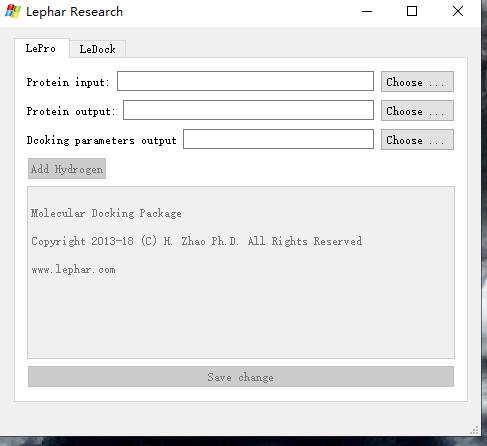 Lephar Research
LePro
LeDock
Protein input:
Choose ...
Protein output:
Choose ...
Dcoking parameters output
Choose ...
Add Hydrogen
Molecular Docking Package
Copyright 2013-18 (C) H. Zhao Ph.D. All Rights Reserved
www.lephar.com
Save change